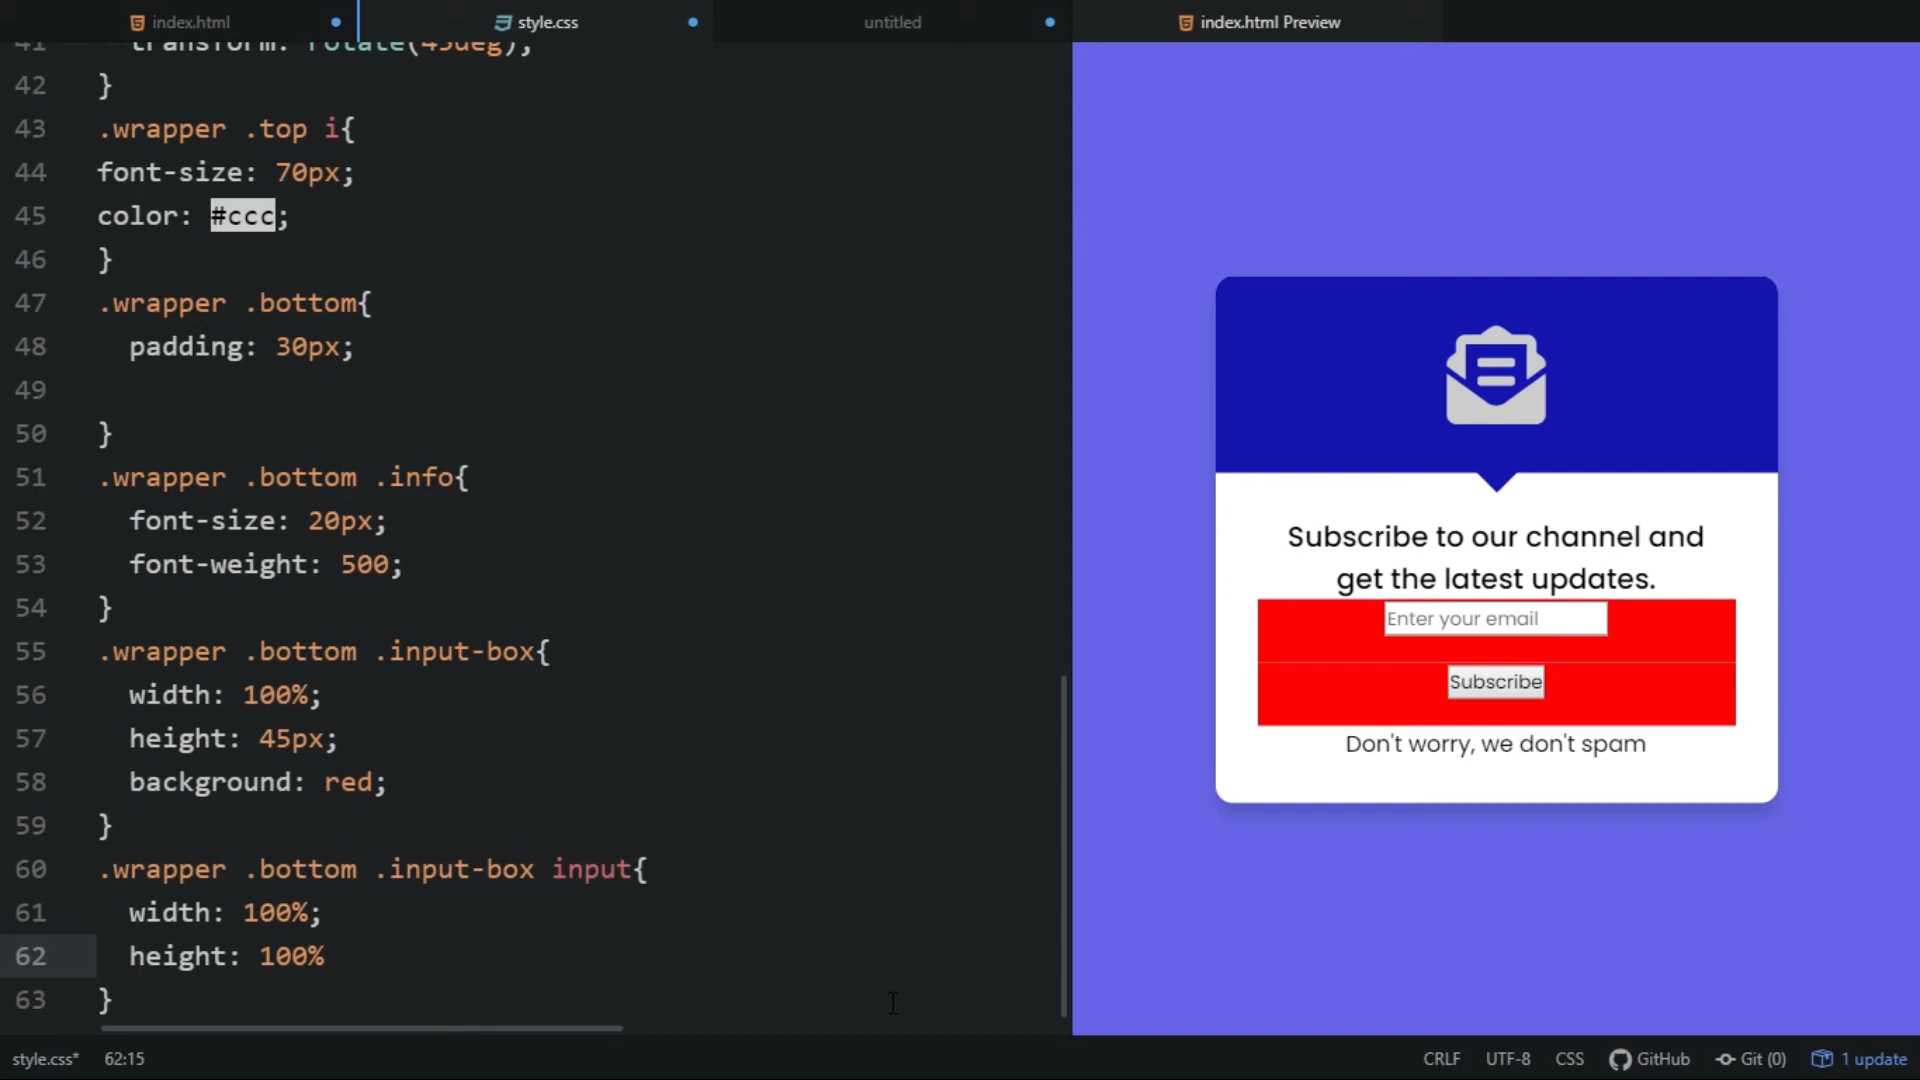 index.html
style.css
untitled
index.html Preview
41 transform: rotate(45deg);
42 }
43 .wrapper .top i{
44 font-size: 70px;
45 color: #ccc;
46 }
47 .wrapper .bottom{
48 padding: 30px;
49
50 }
51 .wrapper .bottom .info{
52 font-size: 20px;
53 font-weight: 500;
54 }
55 .wrapper .bottom .input-box{
56 width: 100%;
57 height: 45px;
58 background: red;
59 }
60 .wrapper .bottom .input-box input{
61 width: 100%;
62 height: 100%
63 }
Subscribe to our channel and
get the latest updates.
Enter your email
Subscribe
Don't worry, we don't spam
style.css* 62:15 CRLF UTF-8 CSS GitHub Git (0) 1 update